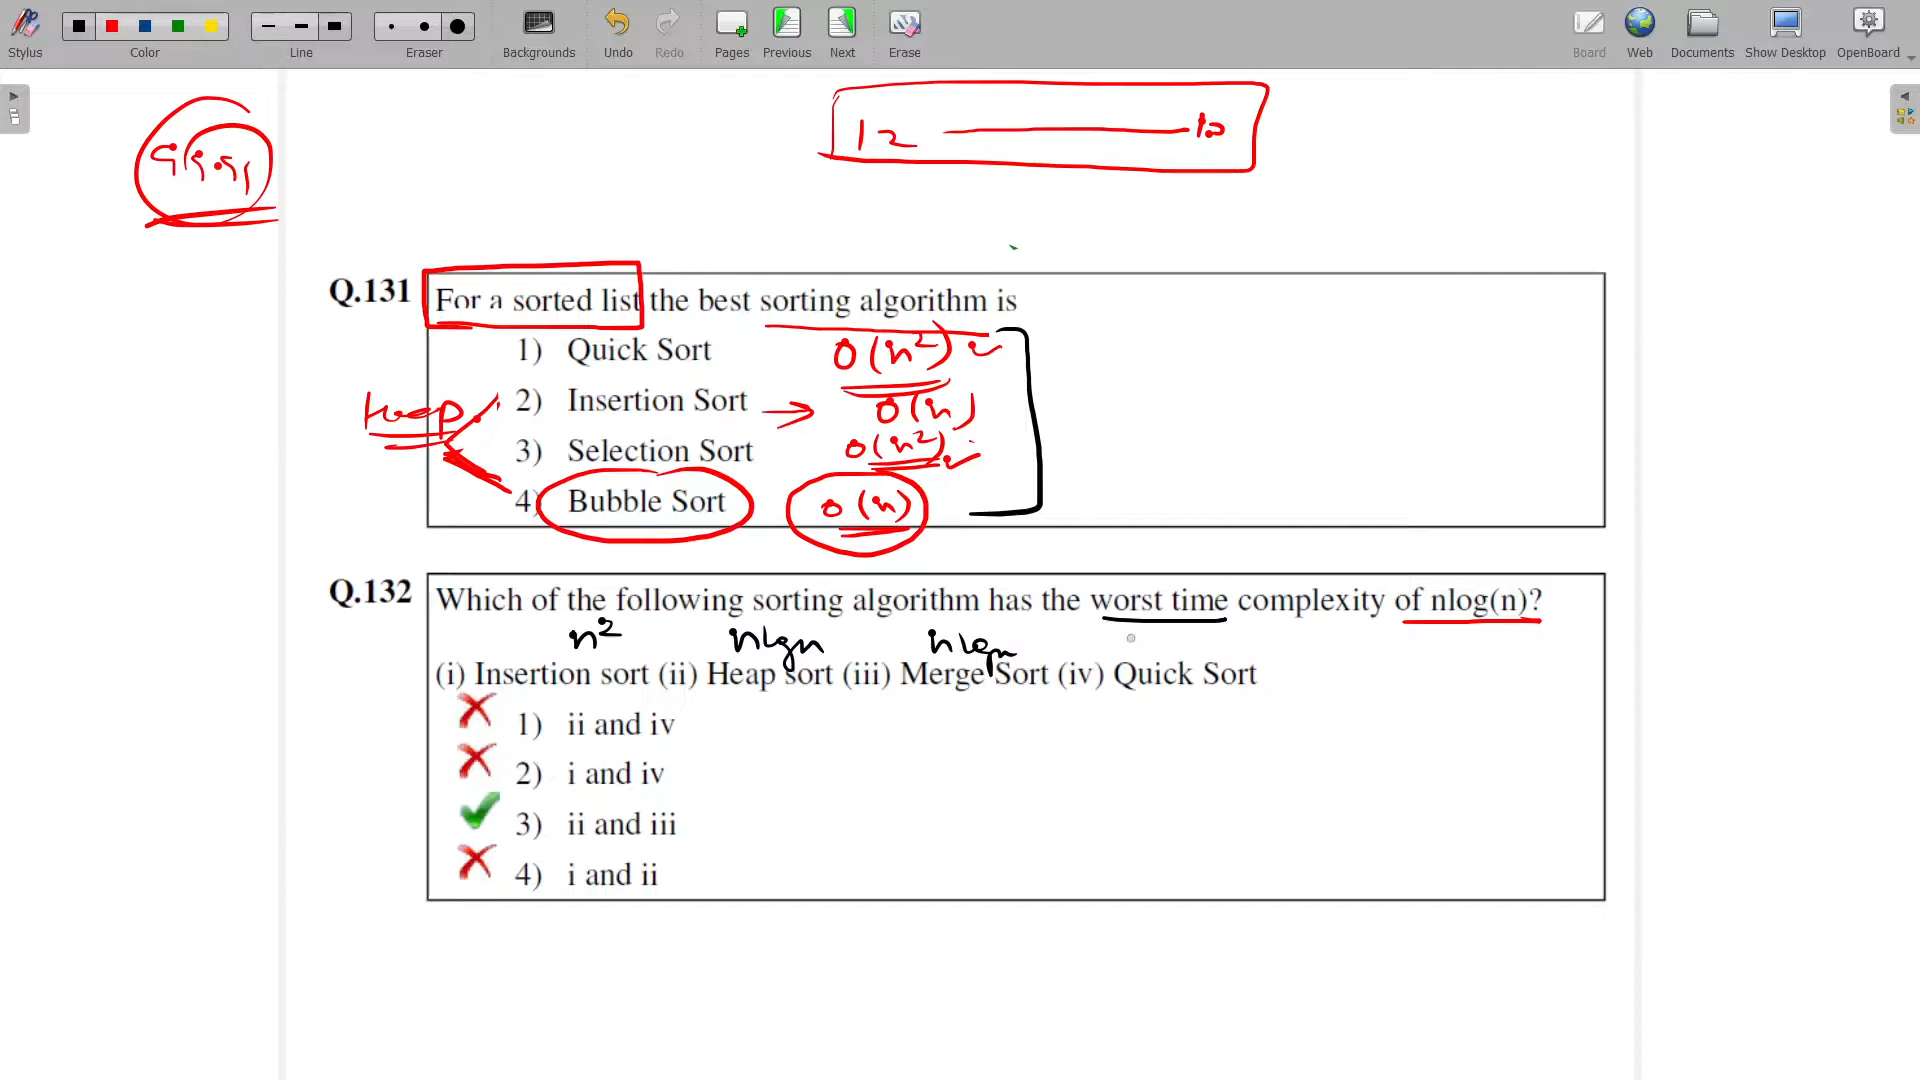 Stylus Color Line Eraser Backgrounds Undo Redo Pages Previous Next Erase Board Web Documents Show Desktop OpenBoard
12
Q.131 For a sorted list the best sorting algorithm is
1) Quick Sort O(n²)
Heap 2) Insertion Sort → O(n)
3) Selection Sort O(n²)
4) Bubble Sort O(n)
Q.132 Which of the following sorting algorithm has the worst time complexity of nlog(n)?
n² nlgn nlgn
(i) Insertion sort (ii) Heap sort (iii) Merge Sort (iv) Quick Sort
1) ii and iv
2) i and iv
3) ii and iii
4) i and ii